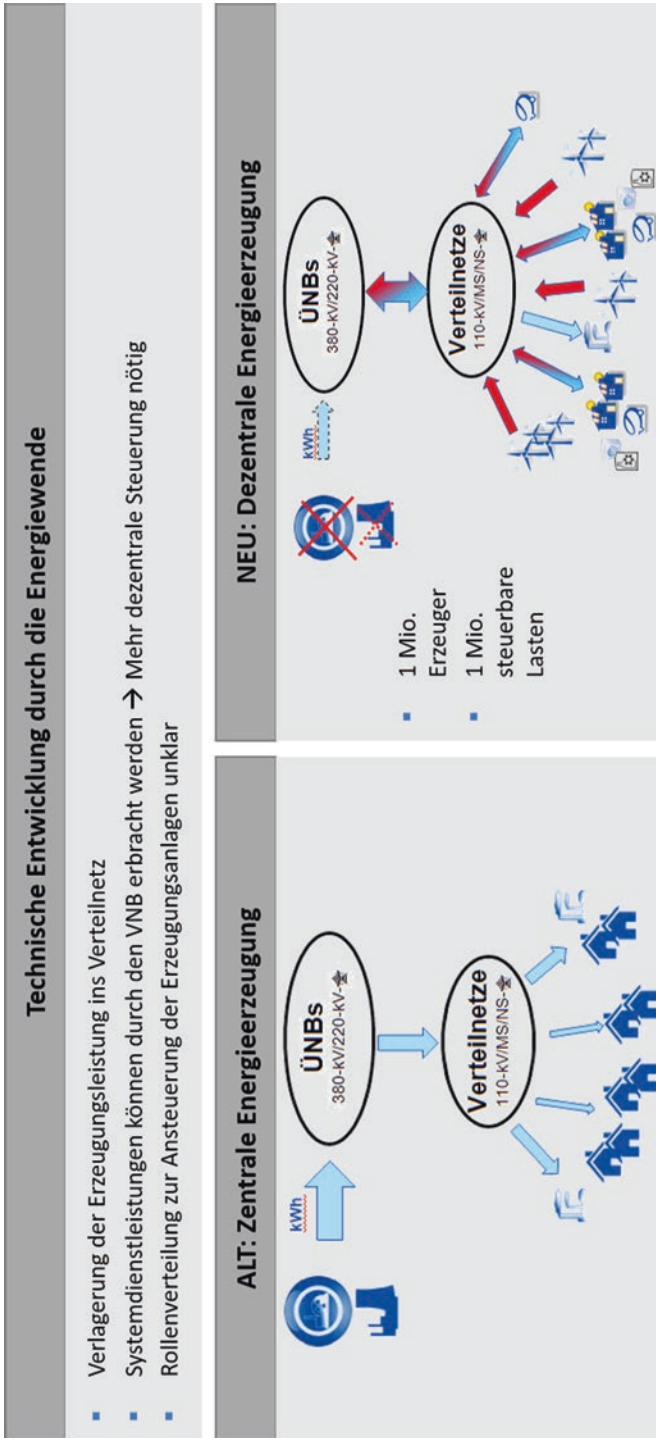 Technische Entwicklung durch die Energiewende
▪ Verlagerung der Erzeugungsleistung ins Verteilnetz
▪ Systemdienstleistungen können durch den VNB erbracht werden → Mehr dezentrale Steuerung nötig
▪ Rollenverteilung zur Ansteuerung der Erzeugungsanlagen unklar
ALT: Zentrale Energieerzeugung
kWh
ÜNBs
380-kV/220-kV-
Verteilnetze
110-kV/MS/NS-
NEU: Dezentrale Energieerzeugung
▪ 1 Mio.
Erzeuger
▪ 1 Mio.
steuerbare
Lasten
kWh
ÜNBs
380-kV/220-kV-
Verteilnetze
110-kV/MS/NS-